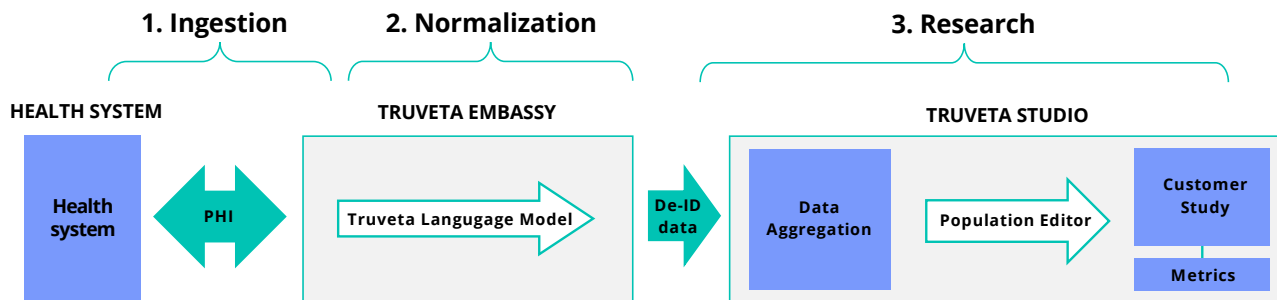 1. Ingestion
2. Normalization
3. Research
HEALTH SYSTEM
TRUVETA EMBASSY
TRUVETA STUDIO
Health
system
PHI
Truveta Langugage Model
De-ID
data
Data
Aggregation
Population Editor
Customer
Study
Metrics